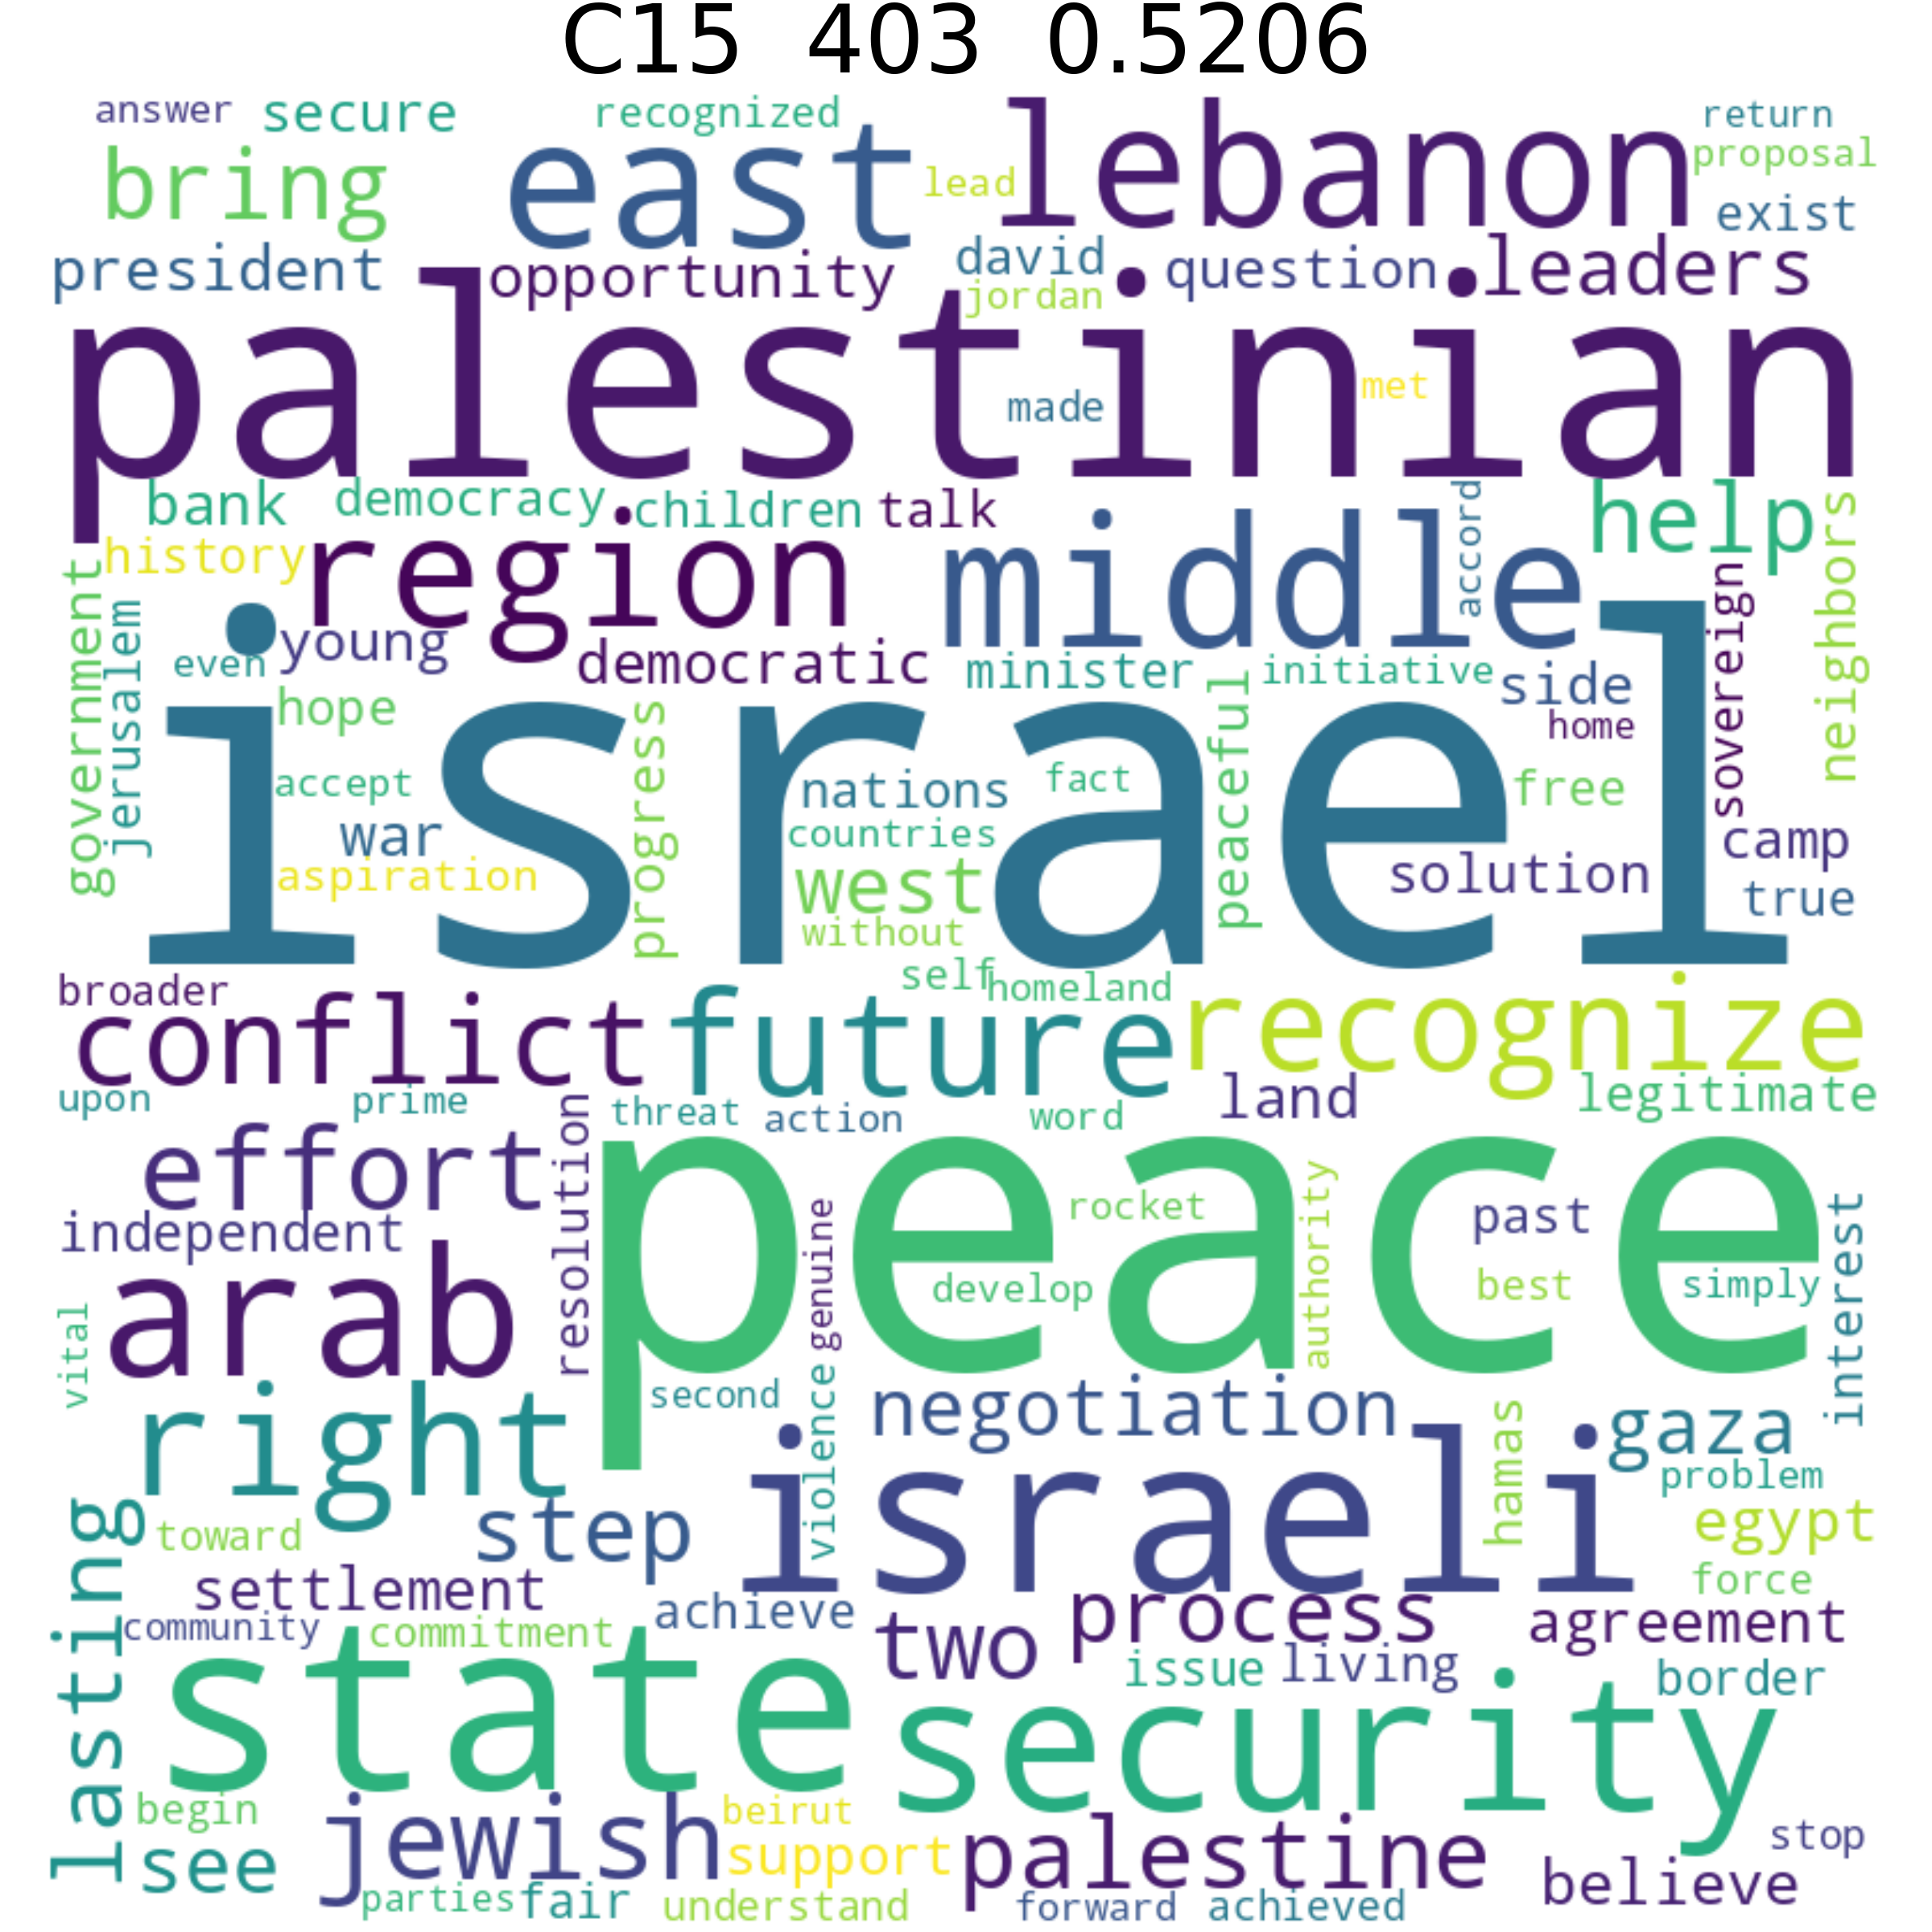 C15 403 0.5206
answer secure recognized return
bring east lead lebanon proposal
exist
president opportunity david question leaders
jordan
palestinian
made met
bank democracy children talk accord help neighbors
history region middle sovereign
government jerusalem young
even democratic minister initiative side
hope progress peaceful home
accept nations fact free
war countries camp
aspiration west solution true
without
self
broader homeland
conflict future recognize
upon prime threat action word land legitimate
effort resolution
independent genuine rocket authority past interest
arab peace
develop best simply
vital
right second violence negotiation hamas gaza
problem
lasting toward step israeli egypt
settlement force
community commitment achieve two process agreement
issue living border
state security
begin beirut
see jewish support palestine stop
believe
parties fair understand forward achieved
israel